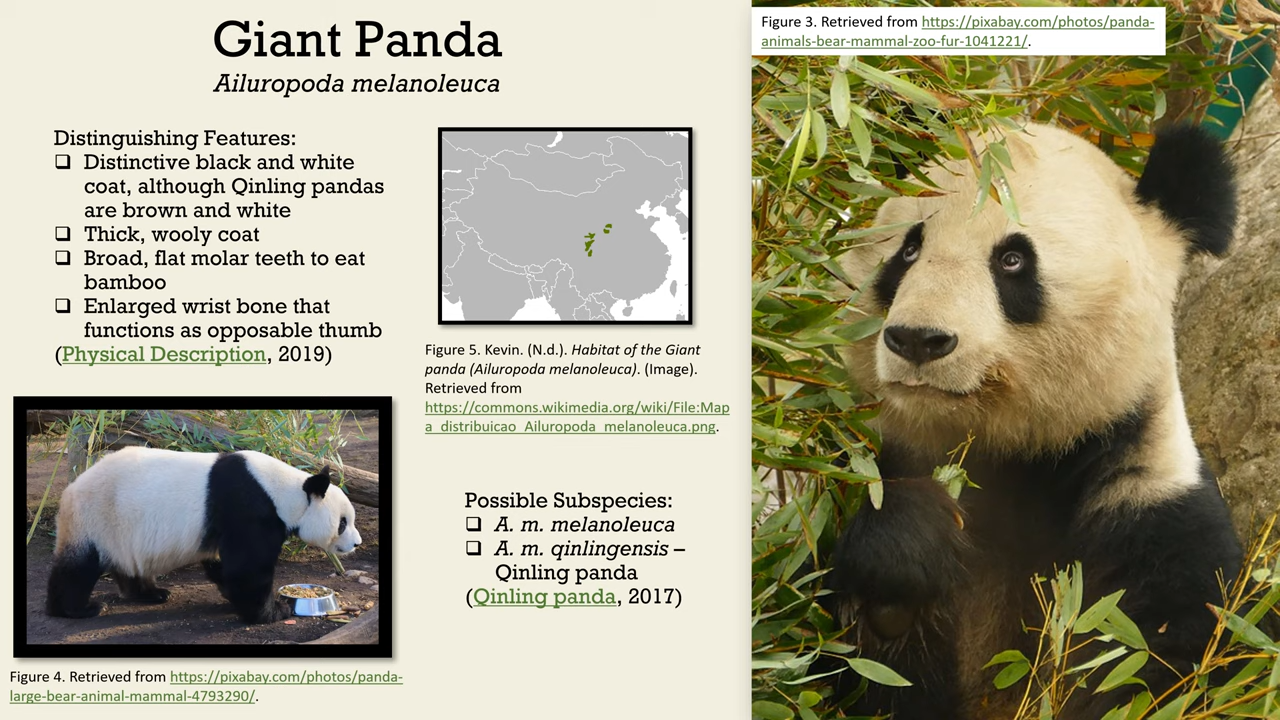 Giant Panda
Ailuropoda melanoleuca
Distinguishing Features:
❑ Distinctive black and white
coat, although Qinling pandas
are brown and white
❑ Thick, wooly coat
❑ Broad, flat molar teeth to eat
bamboo
❑ Enlarged wrist bone that
functions as opposable thumb
(Physical Description, 2019)
Figure 4. Retrieved from https://pixabay.com/photos/panda-
large-bear-animal-mammal-4793290/.
Figure 5. Kevin. (N.d.). Habitat of the Giant
panda (Ailuropoda melanoleuca). (Image).
Retrieved from
https://commons.wikimedia.org/wiki/File:Map
a_distribuicao_Ailuropoda_melanoleuca.png.
Possible Subspecies:
❑ A. m. melanoleuca
❑ A. m. qinlingensis –
Qinling panda
(Qinling panda, 2017)
Figure 3. Retrieved from https://pixabay.com/photos/panda-
animals-bear-mammal-zoo-fur-1041221/.